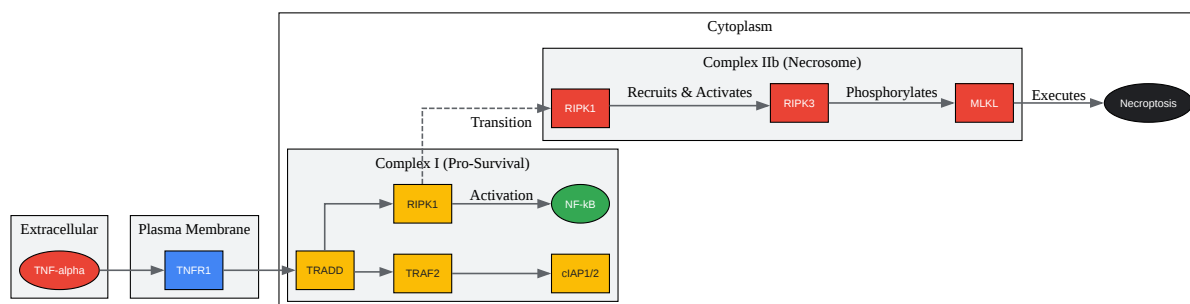 Cytoplasm
Complex IIb (Necrosome)
RIPK1
Recruits & Activates
RIPK3
Phosphorylates
MLKL
Executes
Necroptosis
Transition
Complex I (Pro-Survival)
RIPK1
Activation
NF-kB
Extracellular
Plasma Membrane
TNF-alpha
TNFR1
TRADD
TRAF2
cIAP1/2